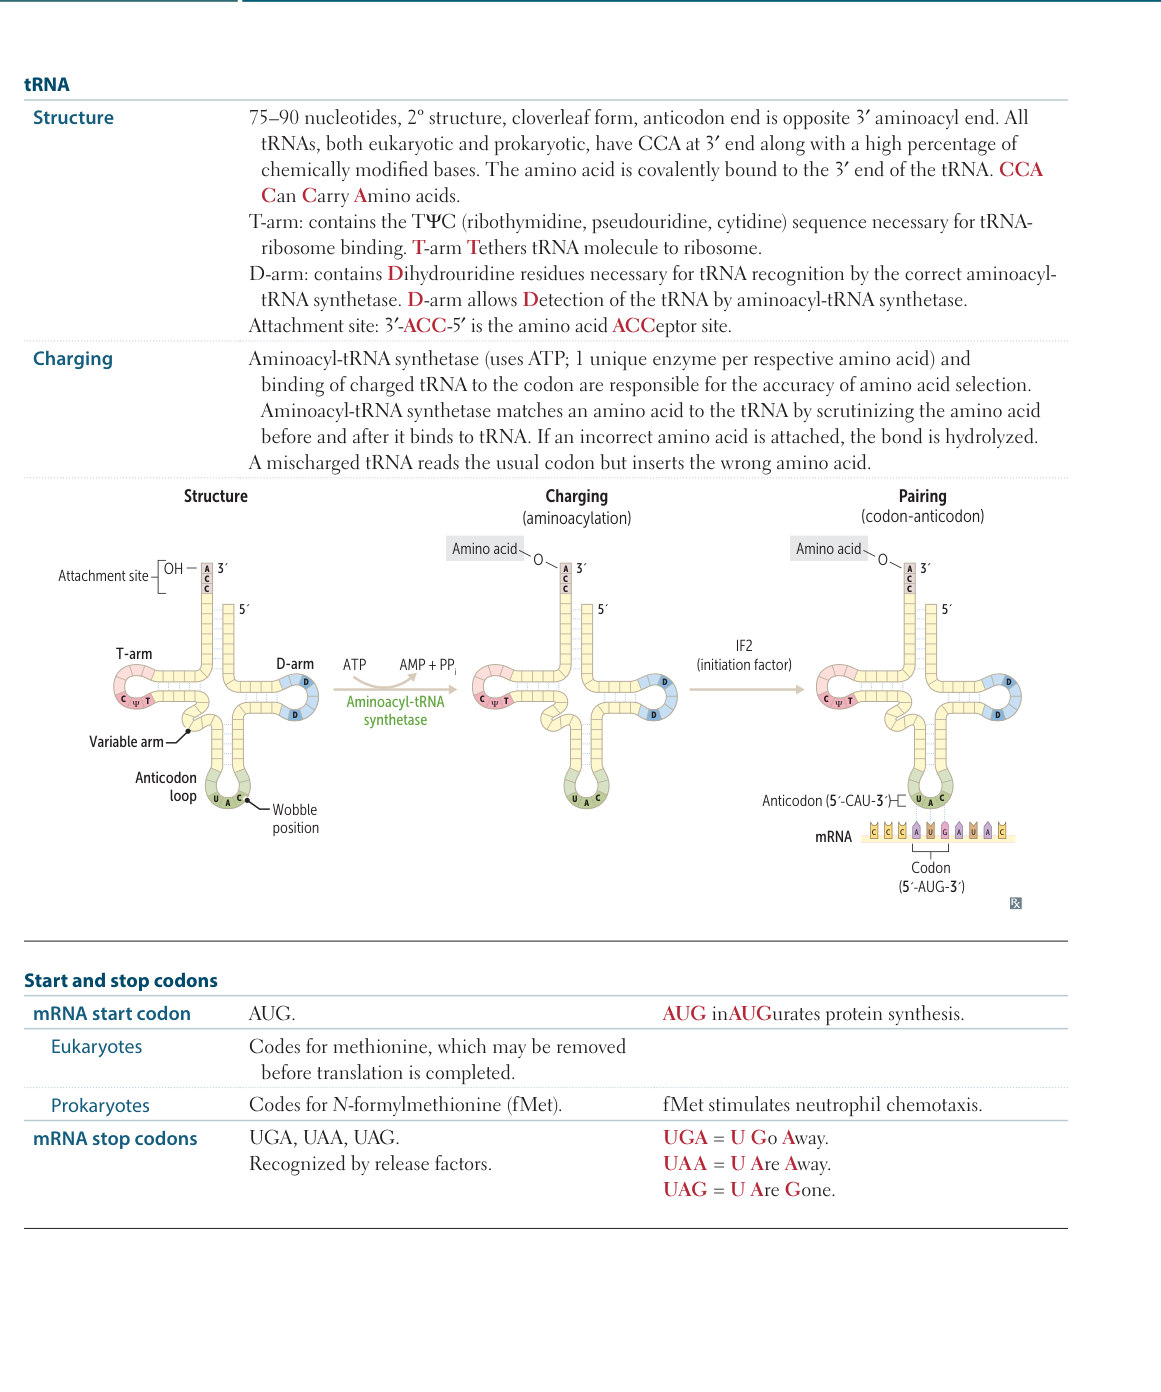 tRNA
Structure
75–90 nucleotides, 2° structure, cloverleaf form, anticodon end is opposite 3′ aminoacyl end. All
tRNAs, both eukaryotic and prokaryotic, have CCA at 3′ end along with a high percentage of
chemically modified bases. The amino acid is covalently bound to the 3′ end of the tRNA. CCA
Can Carry Amino acids.
T-arm: contains the TΨC (ribothymidine, pseudouridine, cytidine) sequence necessary for tRNA-
ribosome binding. T-arm Tethers tRNA molecule to ribosome.
D-arm: contains Dihydrouridine residues necessary for tRNA recognition by the correct aminoacyl-
tRNA synthetase. D-arm allows Detection of the tRNA by aminoacyl-tRNA synthetase.
Attachment site: 3′-ACC-5′ is the amino acid ACCeptor site.
Charging
Aminoacyl-tRNA synthetase (uses ATP; 1 unique enzyme per respective amino acid) and
binding of charged tRNA to the codon are responsible for the accuracy of amino acid selection.
Aminoacyl-tRNA synthetase matches an amino acid to the tRNA by scrutinizing the amino acid
before and after it binds to tRNA. If an incorrect amino acid is attached, the bond is hydrolyzed.
A mischarged tRNA reads the usual codon but inserts the wrong amino acid.
Structure
Attachment site
OH
A
C
C
3′
5′
T-arm
D-arm
C Ψ T
D
D
Variable arm
Anticodon
loop
U A C
Wobble
position
ATP
AMP + PPi
Aminoacyl-tRNA
synthetase
Charging
(aminoacylation)
Amino acid
O
A
C
C
3′
5′
C Ψ T
D
D
U A C
IF2
(initiation factor)
Pairing
(codon-anticodon)
Amino acid
O
A
C
C
3′
5′
C Ψ T
D
D
Anticodon (5′-CAU-3′)
U A C
mRNA
C C C A U G A U A C
Codon
(5′-AUG-3′)
Rx
Start and stop codons
mRNA start codon
AUG.
AUG inAUGurates protein synthesis.
Eukaryotes
Codes for methionine, which may be removed
before translation is completed.
Prokaryotes
Codes for N-formylmethionine (fMet).
fMet stimulates neutrophil chemotaxis.
mRNA stop codons
UGA, UAA, UAG.
Recognized by release factors.
UGA = U Go Away.
UAA = U Are Away.
UAG = U Are Gone.